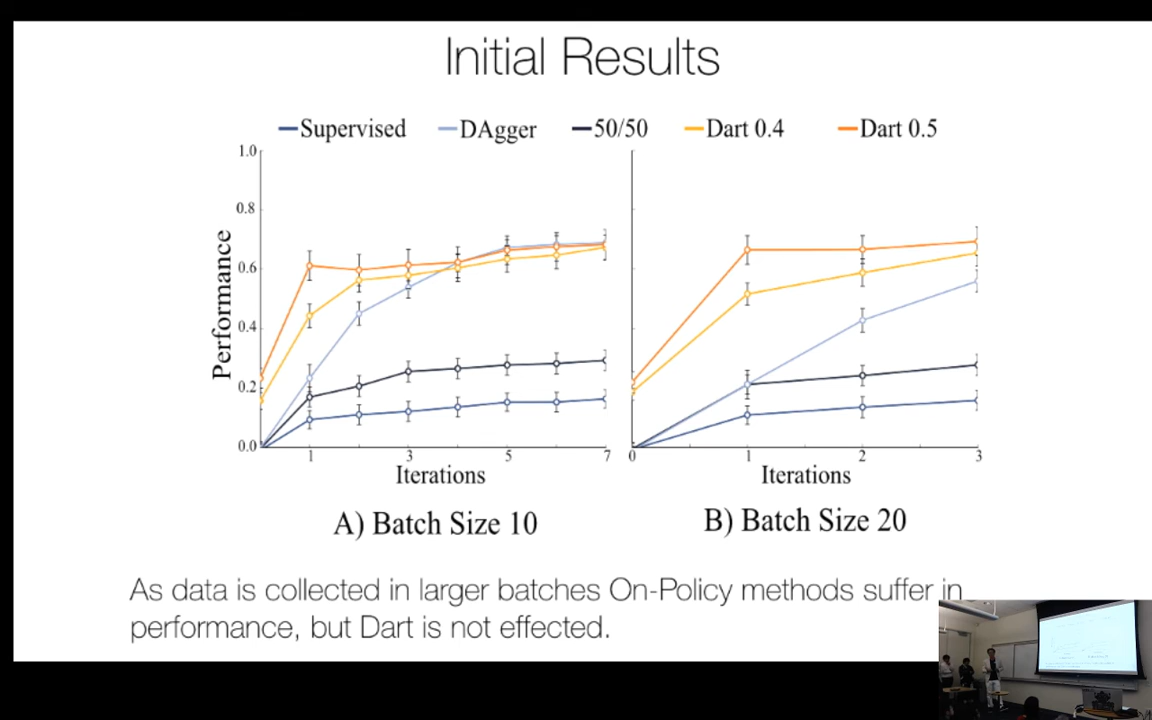 Initial Results
Supervised DAgger 50/50 Dart 0.4 Dart 0.5
1.0
0.8
0.6
0.4
0.2
0.0
Performance
1 3 5 7
Iterations
A) Batch Size 10
0 1 2 3
Iterations
B) Batch Size 20
As data is collected in larger batches On-Policy methods suffer in
performance, but Dart is not effected.